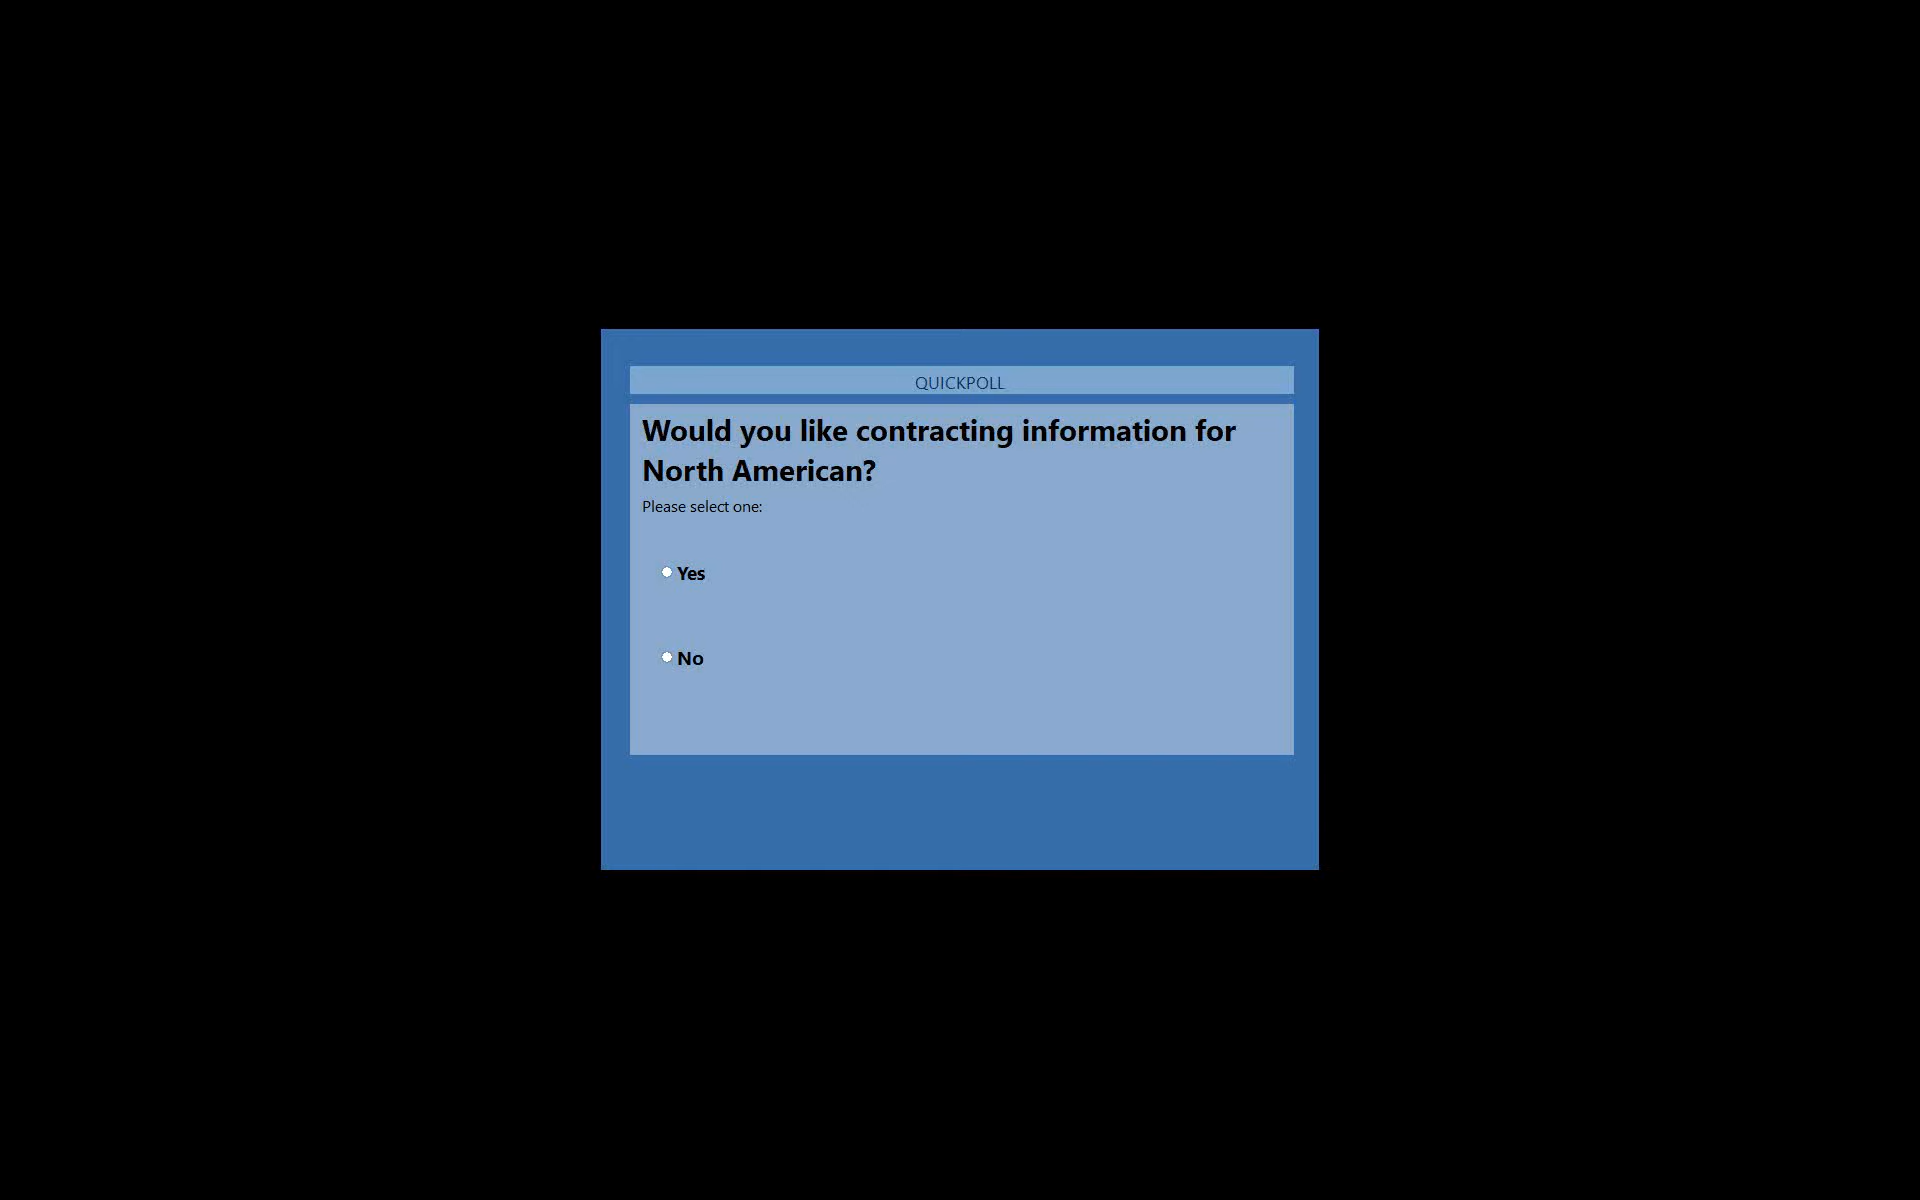 QUICKPOLL
Would you like contracting information for
North American?
Please select one:
Yes
No